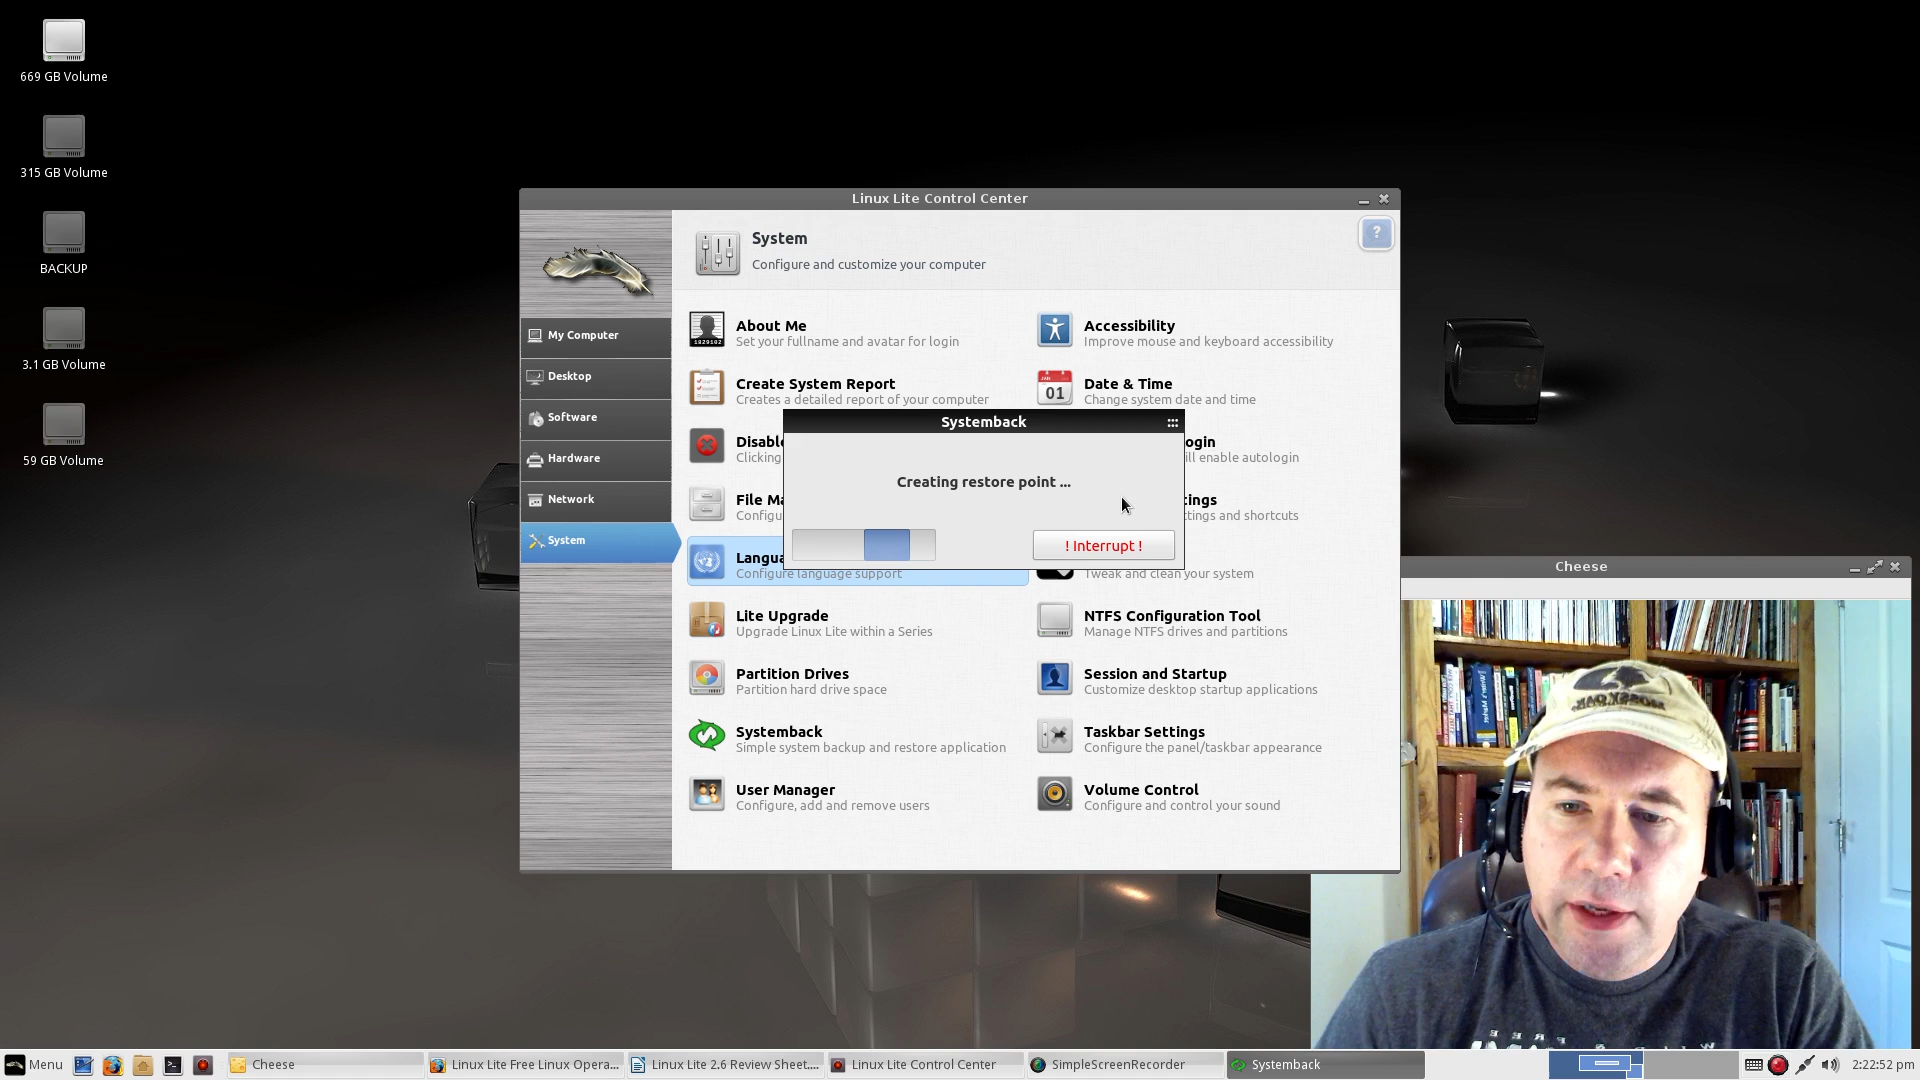 669 GB Volume
315 GB Volume
BACKUP
3.1 GB Volume
59 GB Volume
Linux Lite Control Center
System
Configure and customize your computer
?
My Computer
Desktop
Software
Hardware
Network
System
About Me
Set your fullname and avatar for login
Accessibility
Improve mouse and keyboard accessibility
Create System Report
Creates a detailed report of your computer
Date & Time
Change system date and time
01
Systemback
Creating restore point ...
! Interrupt !
Configure language support
Tweak and clean your system
Lite Upgrade
Upgrade Linux Lite within a Series
NTFS Configuration Tool
Manage NTFS drives and partitions
Partition Drives
Partition hard drive space
Session and Startup
Customize desktop startup applications
Systemback
Simple system backup and restore application
Taskbar Settings
Configure the panel/taskbar appearance
User Manager
Configure, add and remove users
Volume Control
Configure and control your sound
Cheese
Menu
Cheese
Linux Lite Free Linux Opera...
Linux Lite 2.6 Review Sheet....
Linux Lite Control Center
SimpleScreenRecorder
Systemback
2:22:52 pm